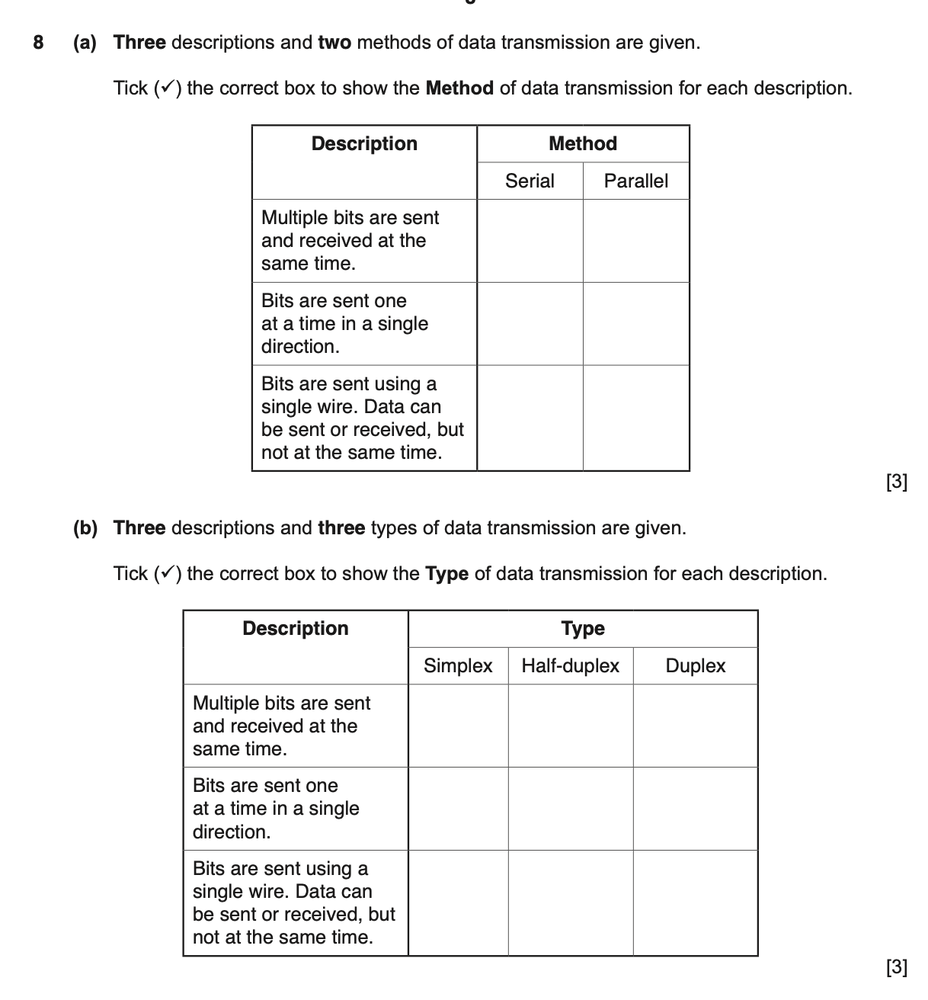 8 (a) Three descriptions and two methods of data transmission are given.
Tick (✓) the correct box to show the Method of data transmission for each description.
Description Method
Serial Parallel
Multiple bits are sent
and received at the
same time.
Bits are sent one
at a time in a single
direction.
Bits are sent using a
single wire. Data can
be sent or received, but
not at the same time.
[3]
(b) Three descriptions and three types of data transmission are given.
Tick (✓) the correct box to show the Type of data transmission for each description.
Description Type
Simplex Half-duplex Duplex
Multiple bits are sent
and received at the
same time.
Bits are sent one
at a time in a single
direction.
Bits are sent using a
single wire. Data can
be sent or received, but
not at the same time.
[3]